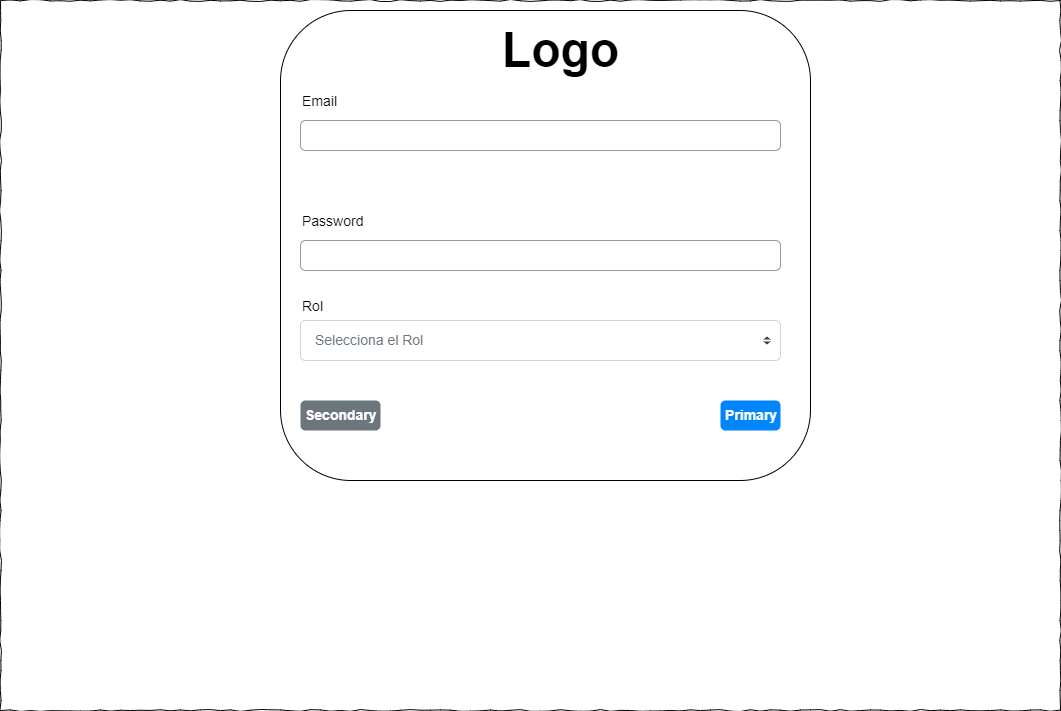 Logo
Email
Password
Rol
Selecciona el Rol
Secondary
Primary